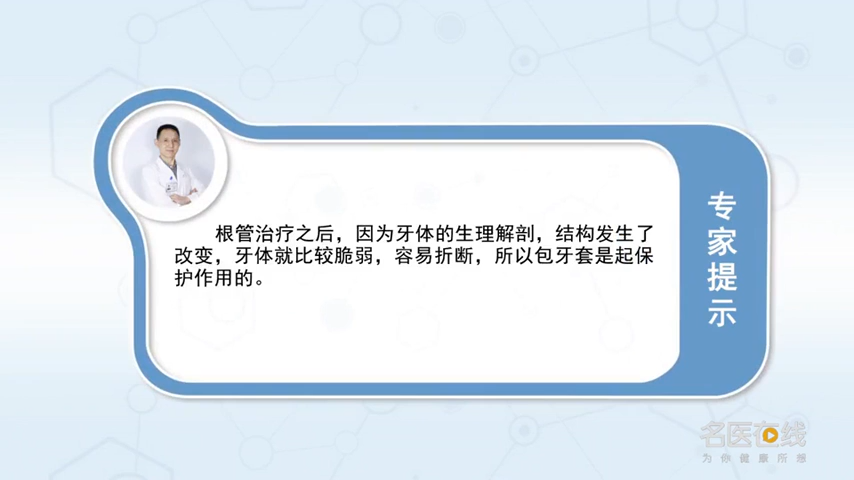 根管治疗之后，因为牙体的生理解剖，结构发生了
改变，牙体就比较脆弱，容易折断，所以包牙套是起保
护作用的。
专家提示
名医在线
为你健康所想